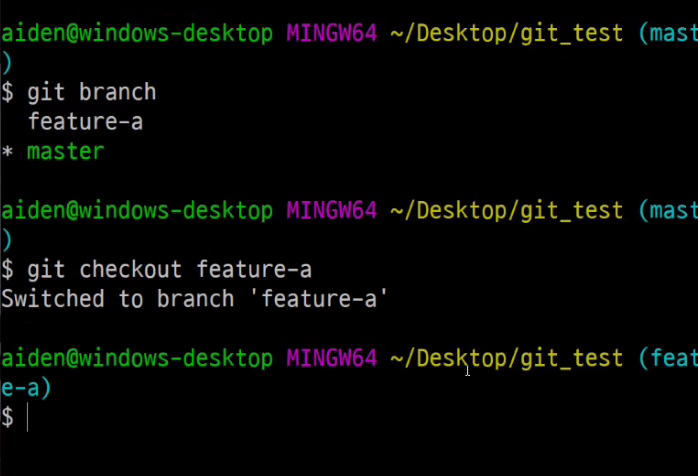 aiden@windows-desktop MINGW64 ~/Desktop/git_test (mast
)
$ git branch
  feature-a
* master
aiden@windows-desktop MINGW64 ~/Desktop/git_test (mast
)
$ git checkout feature-a
Switched to branch 'feature-a'
aiden@windows-desktop MINGW64 ~/Desktop/git_test (feat
e-a)
$